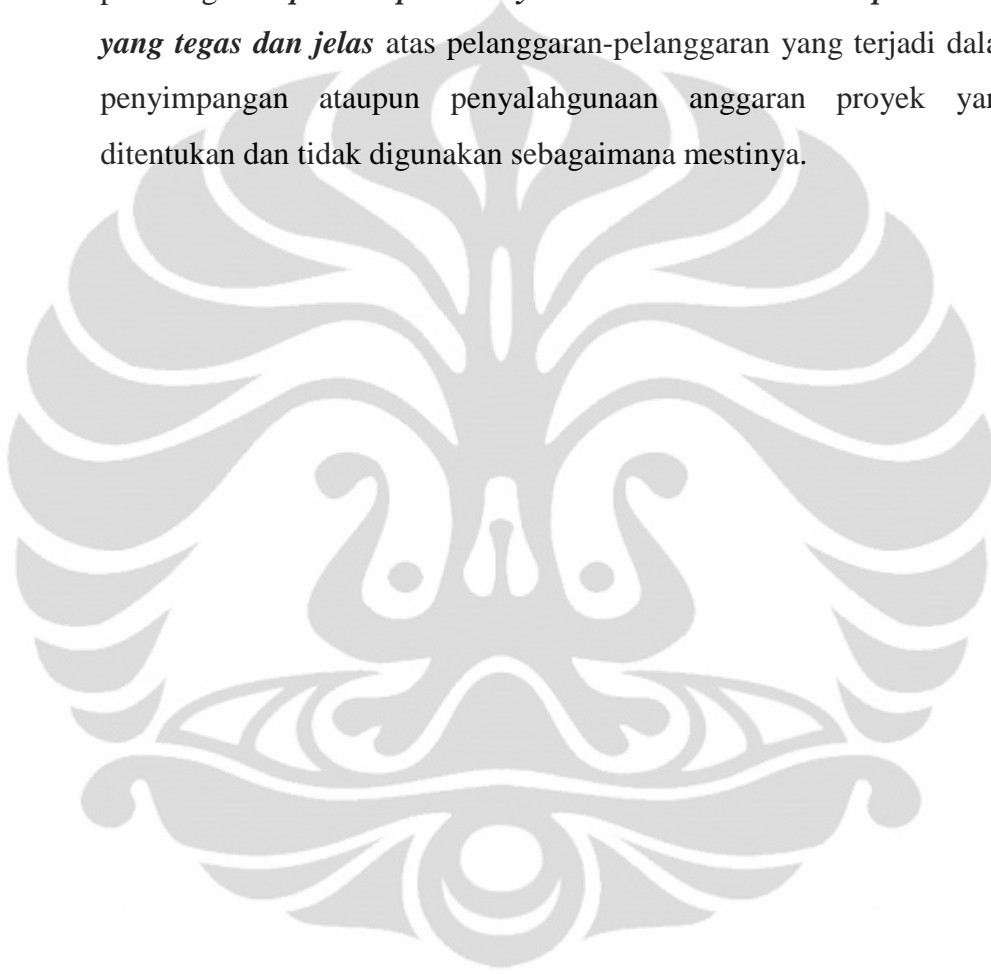 yang tegas dan jelas atas pelanggaran-pelanggaran yang terjadi
penyimpangan ataupun penyalahgunaan anggaran proyek
ditentukan dan tidak digunakan sebagaimana mestinya.